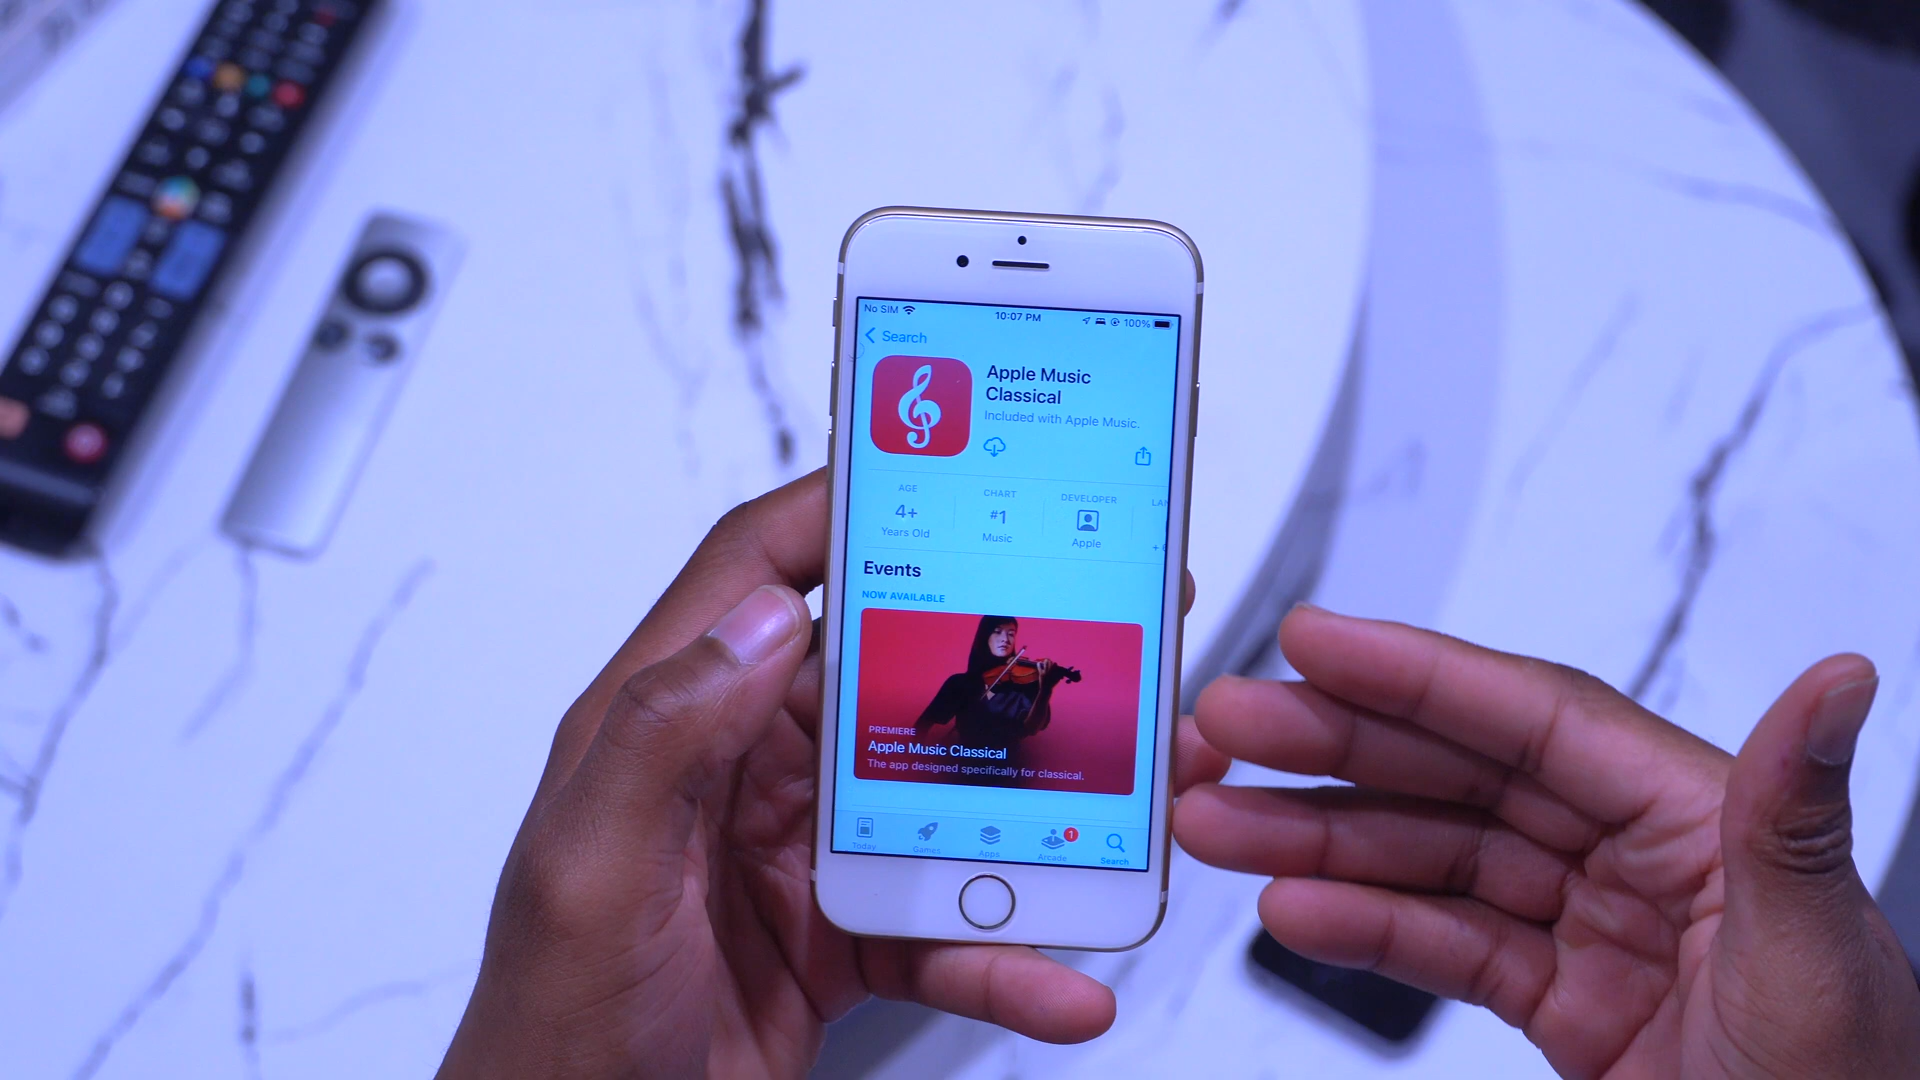 No SIM
10:07 PM
100%
Search
Apple Music
Classical
Included with Apple Music.
AGE
4+
Years Old
CHART
#1
Music
DEVELOPER
Apple
LAN
Events
NOW AVAILABLE
PREMIERE
Apple Music Classical
The app designed specifically for classical.
Today
Games
Apps
Arcade
1
Search